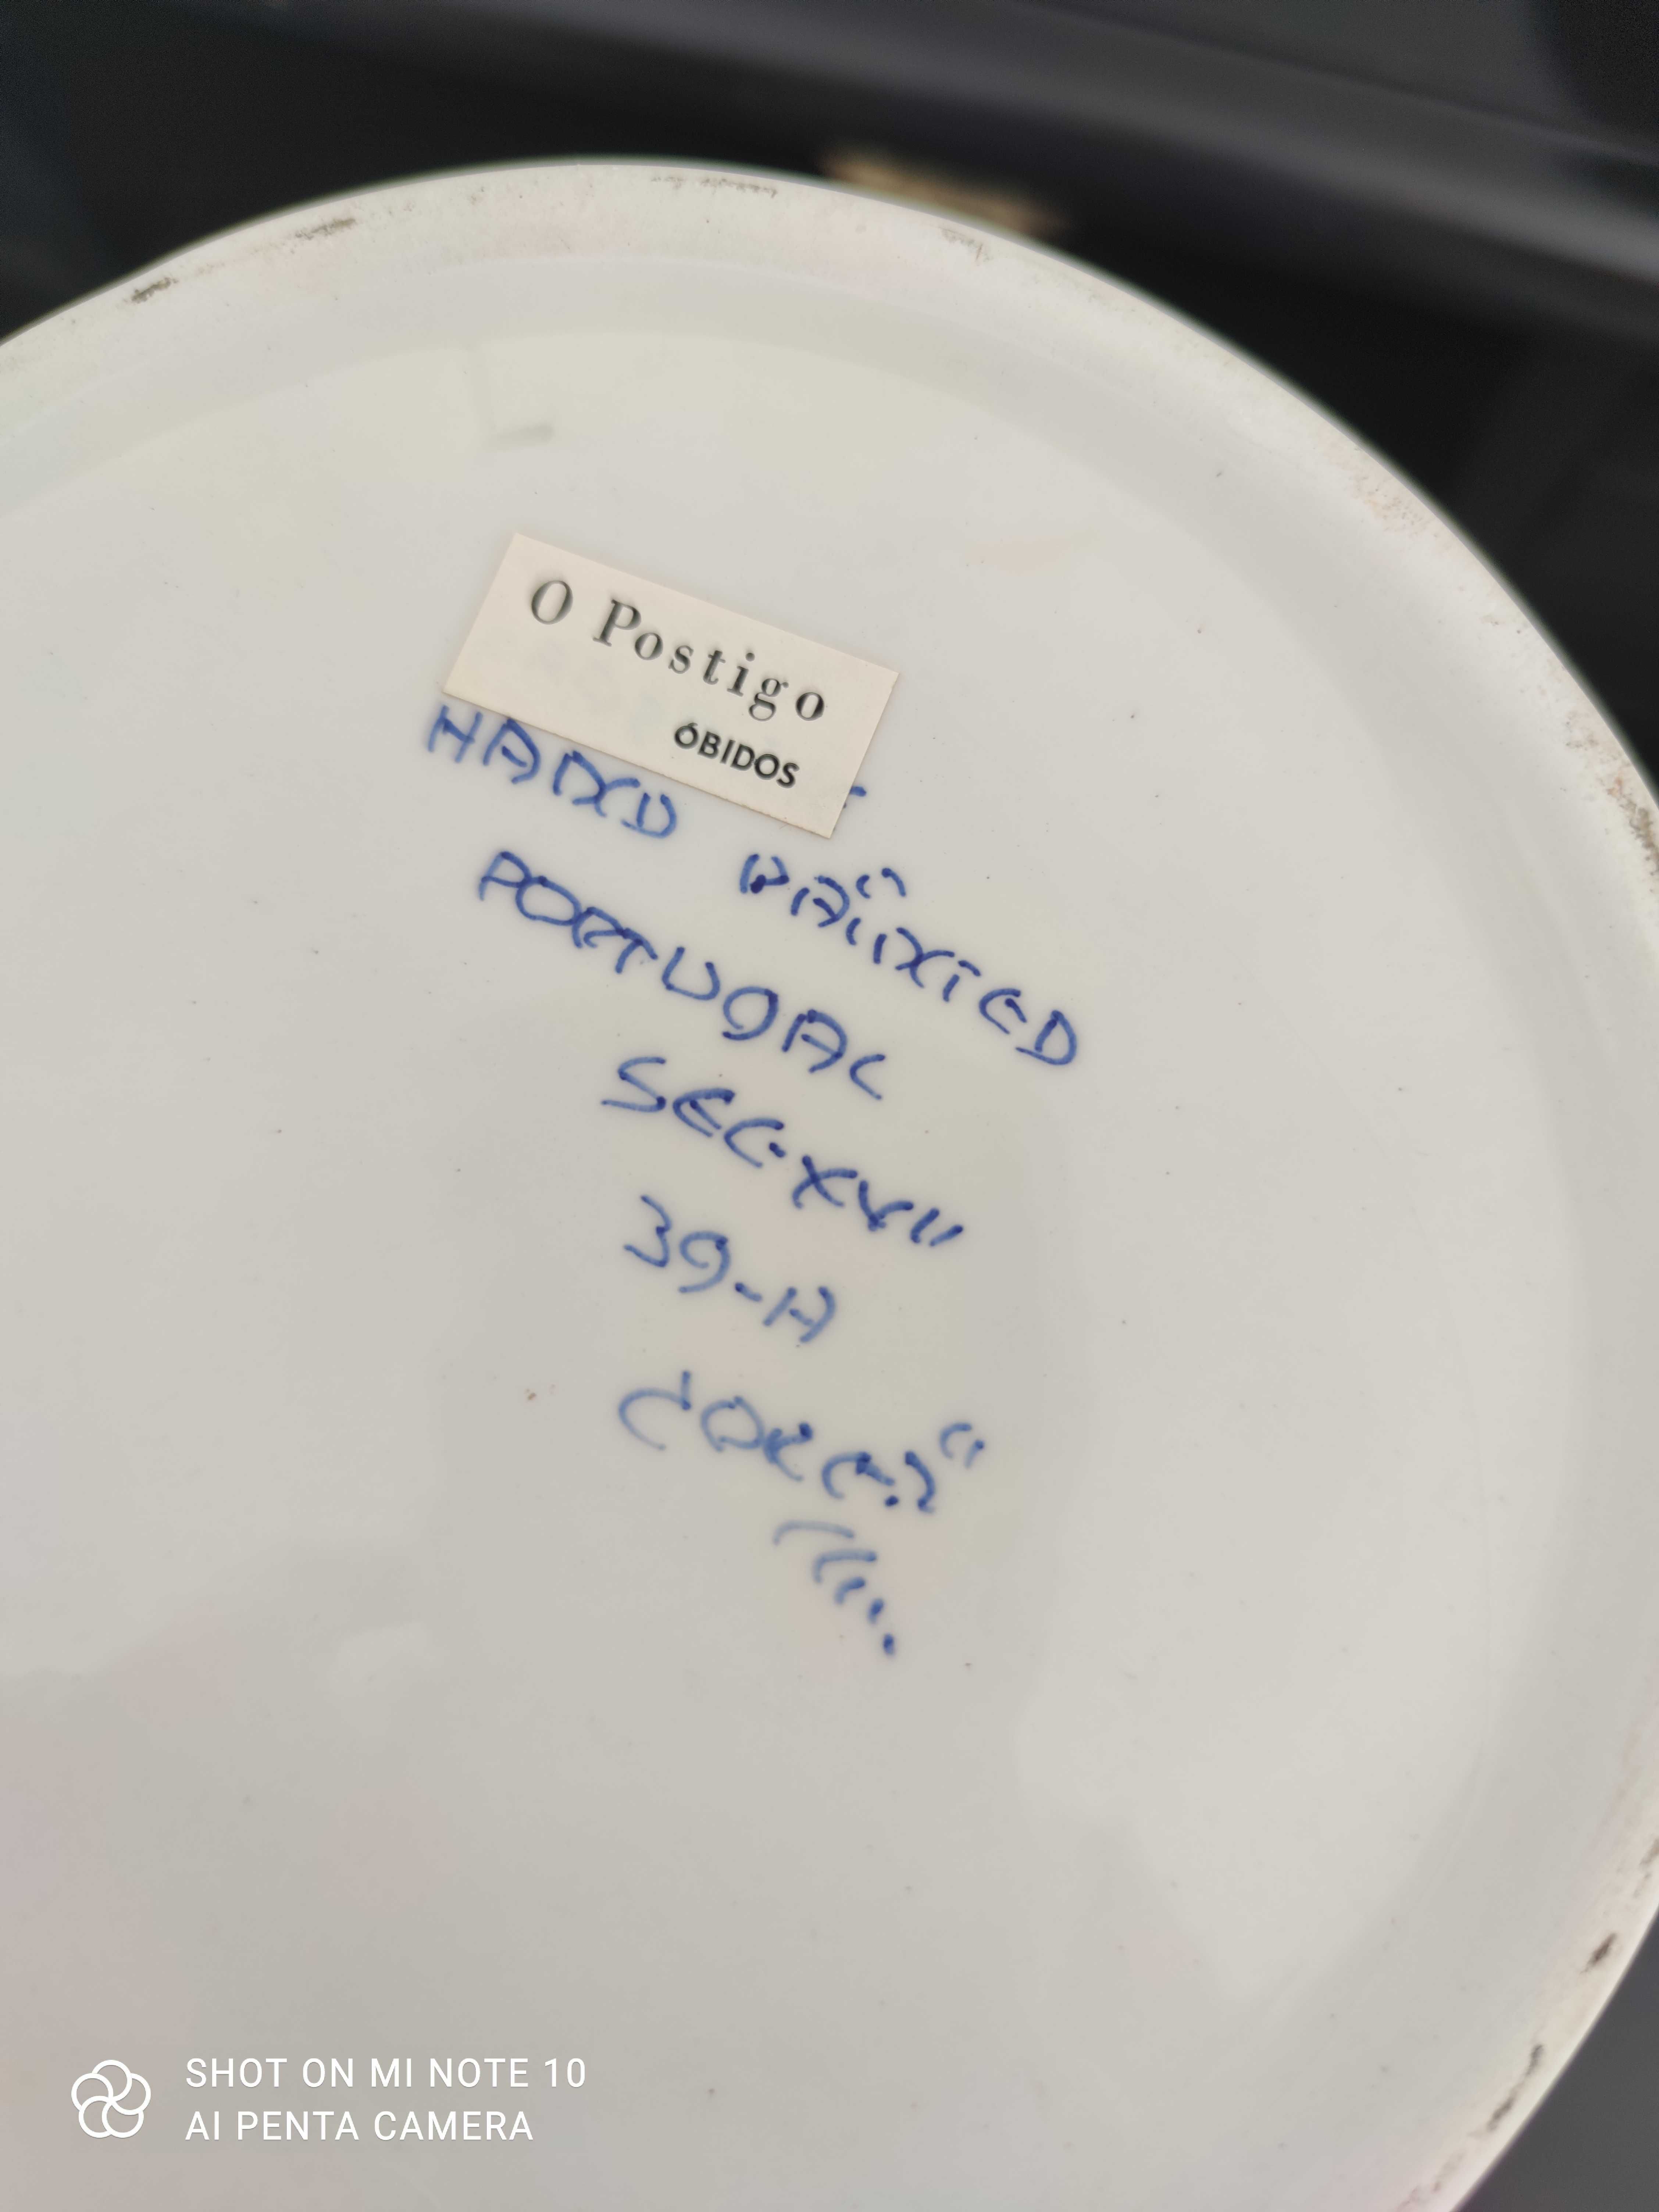 O Postigo
ÓBIDOS
HAND PAINTED
PORTUGAL
SEC-XVII
39-A
SHOT ON MI NOTE 10
AI PENTA CAMERA